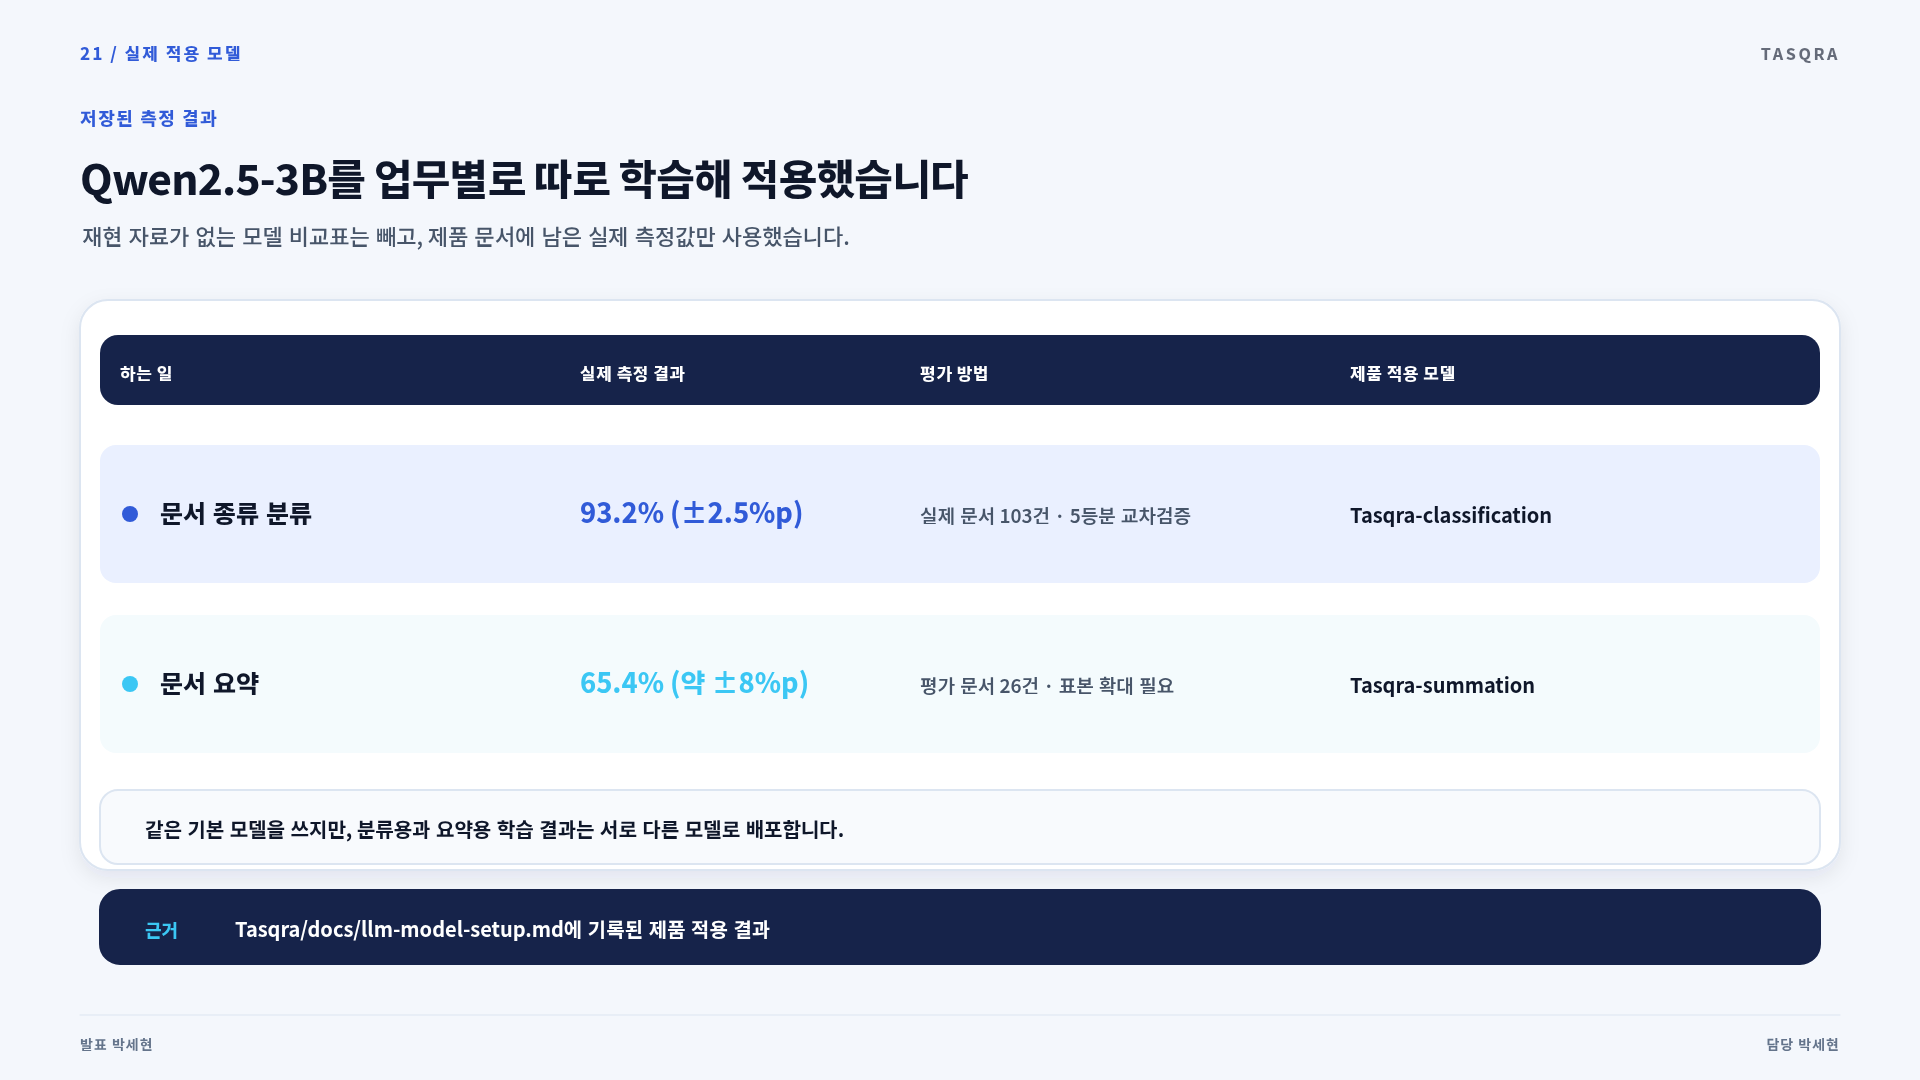 21 / 실제 적용 모델
TASQRA
저장된 측정 결과
Qwen2.5-3B를 업무별로 따로 학습해 적용했습니다
재현 자료가 없는 모델 비교표는 빼고, 제품 문서에 남은 실제 측정값만 사용했습니다.
하는 일 실제 측정 결과 평가 방법 제품 적용 모델
문서 종류 분류 93.2% (±2.5%p) 실제 문서 103건 · 5등분 교차검증 Tasqra-classification
문서 요약 65.4% (약 ±8%p) 평가 문서 26건 · 표본 확대 필요 Tasqra-summation
같은 기본 모델을 쓰지만, 분류용과 요약용 학습 결과는 서로 다른 모델로 배포합니다.
근거 Tasqra/docs/llm-model-setup.md에 기록된 제품 적용 결과
발표 박세현
담당 박세현